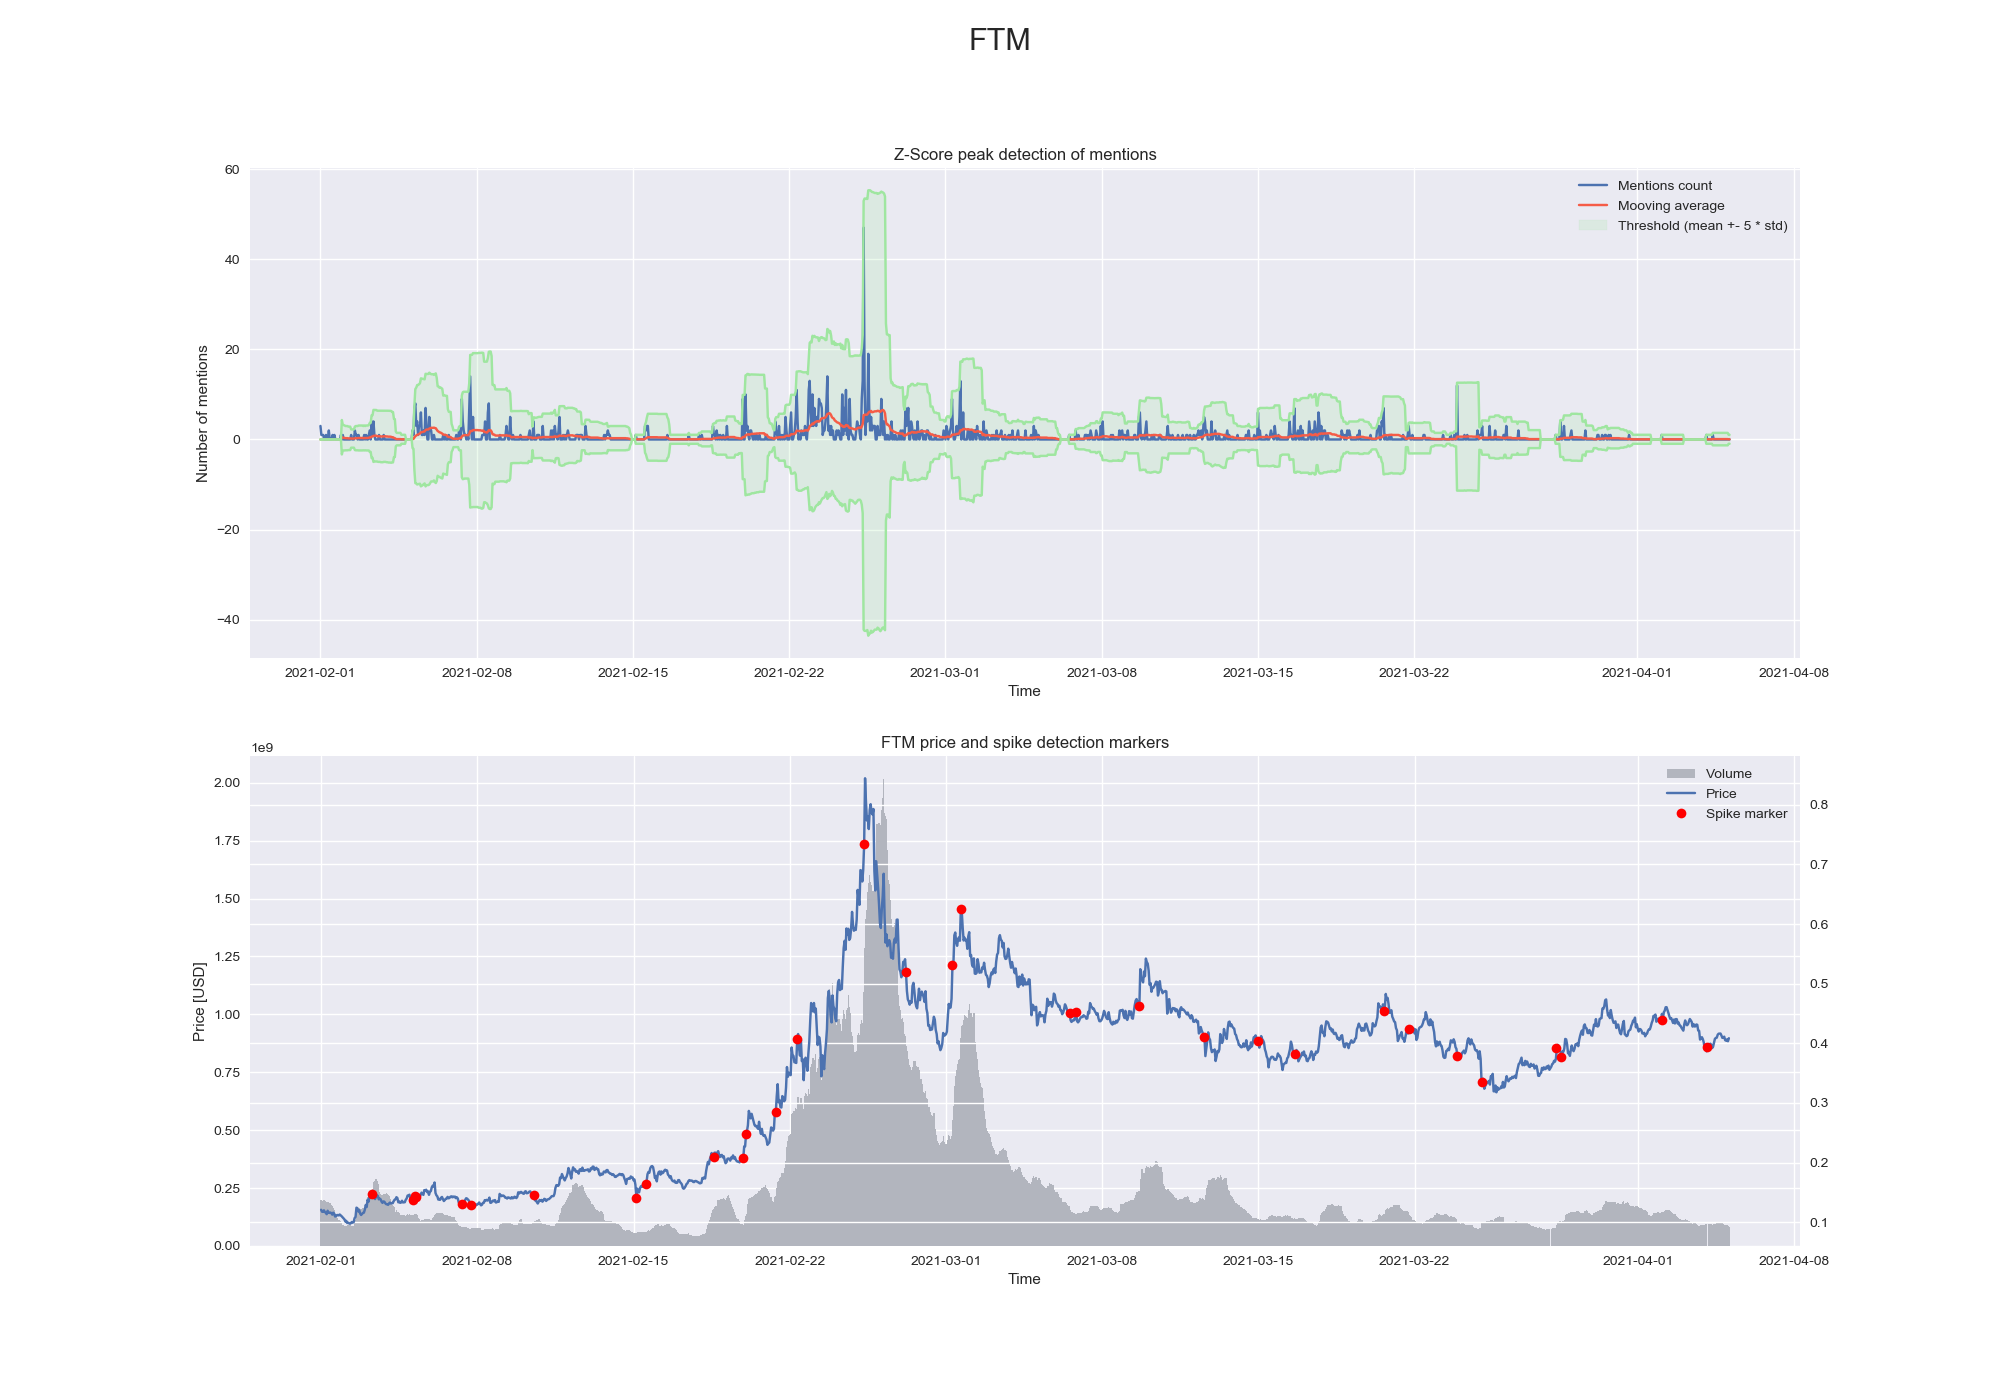 FTM
Z-Score peak detection of mentions
60
40
20
0
−20
−40
Number of mentions
Mentions count
Mooving average
Threshold (mean +- 5 * std)
2021-02-01 2021-02-08 2021-02-15 2021-02-22 2021-03-01 2021-03-08 2021-03-15 2021-03-22 2021-04-01 2021-04-08
Time
FTM price and spike detection markers
1e9
2.00
1.75
1.50
1.25
1.00
0.75
0.50
0.25
0.00
Price [USD]
Volume
Price
Spike marker
0.8
0.7
0.6
0.5
0.4
0.3
0.2
0.1
2021-02-01 2021-02-08 2021-02-15 2021-02-22 2021-03-01 2021-03-08 2021-03-15 2021-03-22 2021-04-01 2021-04-08
Time